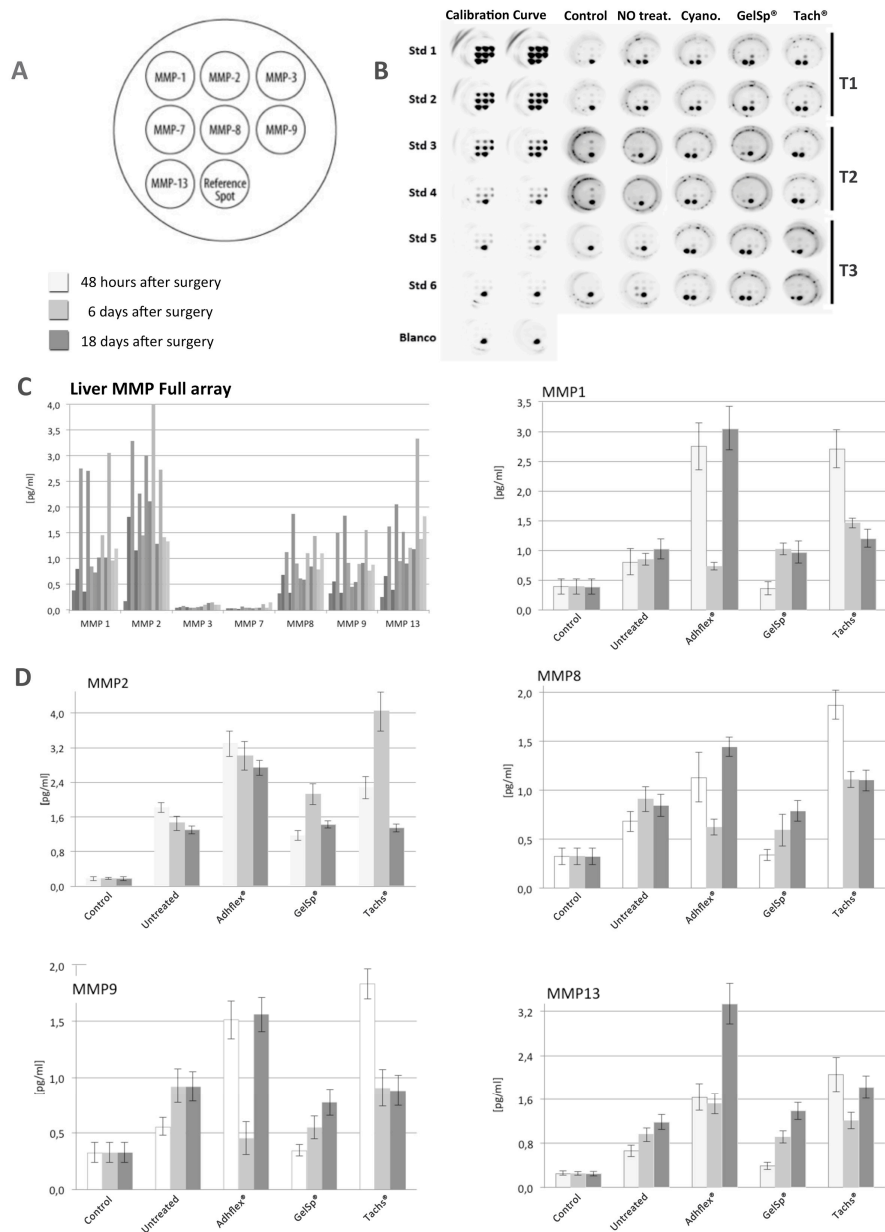 A
MMP-1 MMP-2 MMP-3
MMP-7 MMP-8 MMP-9
MMP-13 Reference
Spot
48 hours after surgery
6 days after surgery
18 days after surgery
B
Calibration Curve Control NO treat. Cyano. GelSp® Tach®
Std 1
Std 2
T1
Std 3
Std 4
T2
Std 5
Std 6
T3
Blanco
C
Liver MMP Full array
[pg/ml]
4,0
3,5
3,0
2,5
2,0
1,5
1,0
0,5
0,0
MMP 1 MMP 2 MMP 3 MMP 7 MMP8 MMP 9 MMP 13
MMP1
[pg/ml]
3,5
3,0
2,5
2,0
1,5
1,0
0,5
0,0
Control Untreated Adhflex® GelSp® Tachs®
D
MMP2
[pg/ml]
4,0
3,2
2,4
1,6
0,8
0,0
Control Untreated Adhflex® GelSp® Tachs®
MMP8
[pg/ml]
2,0
1,5
1,0
0,5
0,0
Control Untreated Adhflex® GelSp® Tachs®
MMP9
[pg/ml]
2,0
1,5
1,0
0,5
0,0
Control Untreated Adhflex® GelSp® Tachs®
MMP13
[pg/ml]
3,2
2,4
1,6
0,8
0,0
Control Untreated Adhflex® GelSp® Tachs®